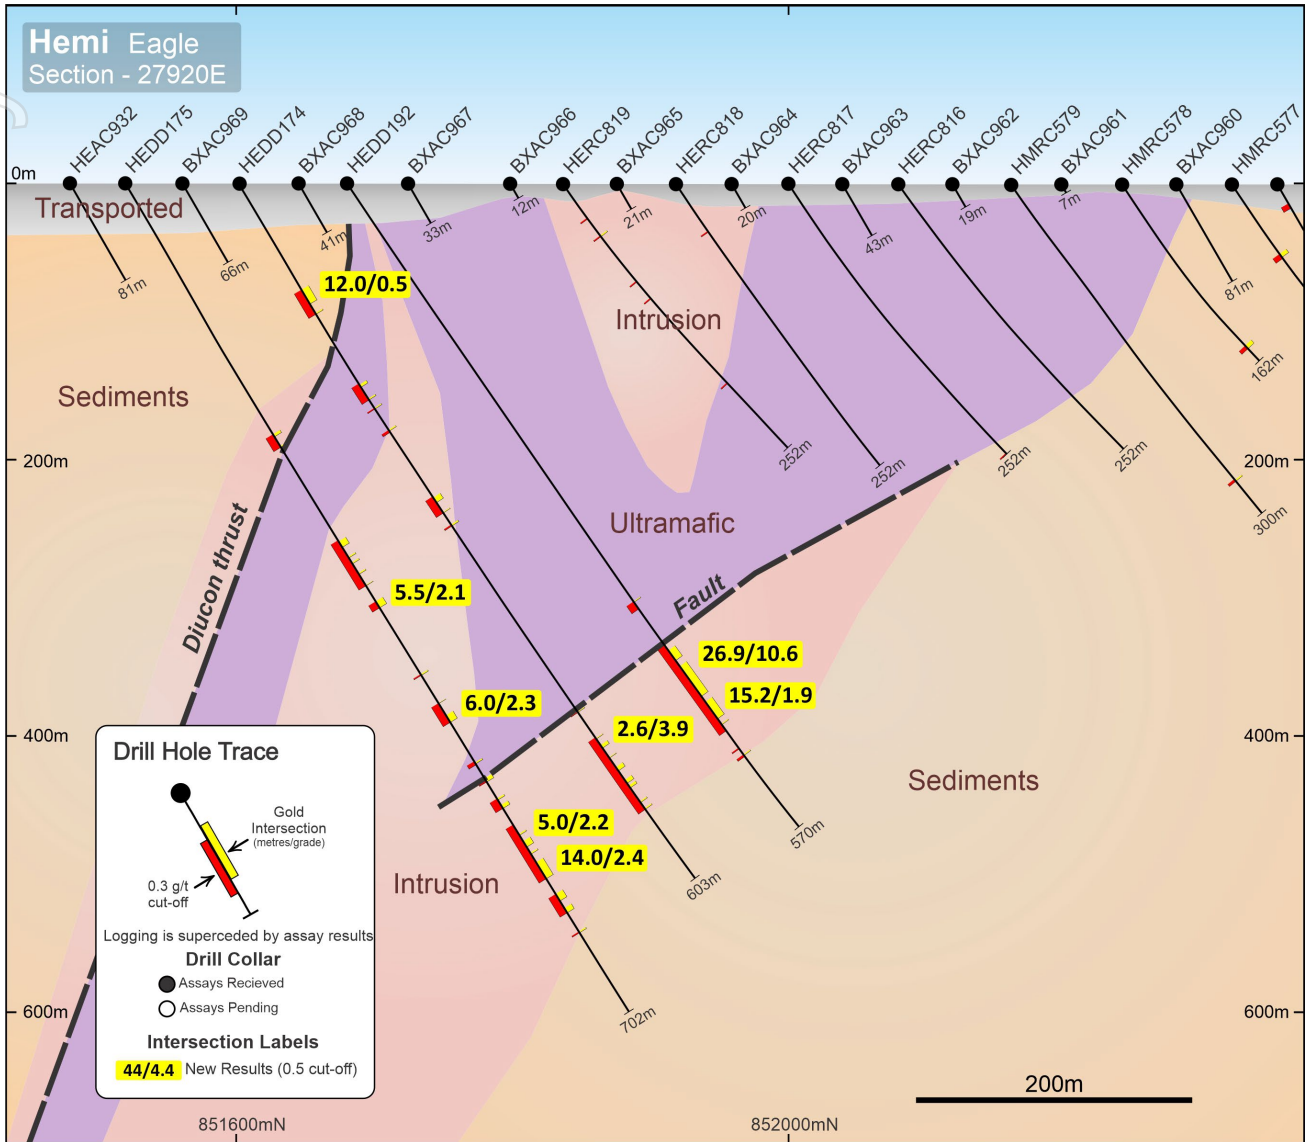 Hemi Eagle
Section - 27920E
HEAC932
HEDD175
BXAC969
HEDD174
BXAC968
HEDD192
BXAC967
BXAC966
HERC819
BXAC965
HERC818
BXAC964
HERC817
BXAC963
HERC816
BXAC962
HMRC579
BXAC961
HMRC578
BXAC960
HMRC577
0m
Transported
81m
66m
41m
33m
12m
21m
20m
43m
19m
7m
81m
12.0/0.5
Intrusion
162m
Sediments
200m
252m
252m
252m
252m
200m
300m
Ultramafic
Diucon thrust
5.5/2.1
Fault
26.9/10.6
15.2/1.9
6.0/2.3
2.6/3.9
400m
400m
Sediments
5.0/2.2
14.0/2.4
570m
603m
Intrusion
702m
Drill Hole Trace
Gold
Intersection
(metres/grade)
0.3 g/t
cut-off
Logging is superceded by assay results
Drill Collar
Assays Recieved
Assays Pending
Intersection Labels
44/4.4 New Results (0.5 cut-off)
600m
600m
200m
851600mN
852000mN